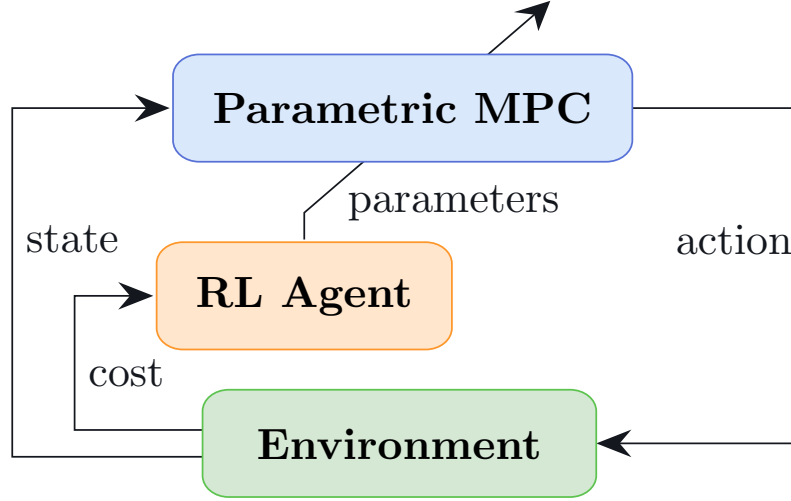 Parametric MPC
parameters
state
action
RL Agent
cost
Environment